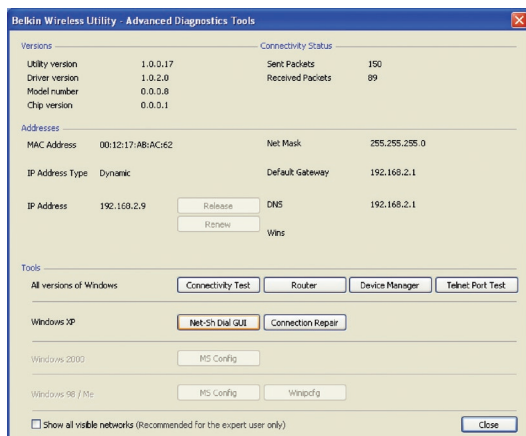 Belkin Wireless Utility - Advanced Diagnostics Tools
Versions
Utility version 1.0.0.17
Driver version 1.0.2.0
Model number 0.0.0.8
Chip version 0.0.0.1
Connectivity Status
Sent Packets 150
Received Packets 89
Addresses
MAC Address 00:12:17:AB:AC:62
Net Mask 255.255.255.0
IP Address Type Dynamic
Default Gateway 192.168.2.1
IP Address 192.168.2.9 Release
DNS 192.168.2.1
Renew
Wins
Tools
All versions of Windows Connectivity Test Router Device Manager Telnet Port Test
Windows XP Net-Sh Dial GUI Connection Repair
Windows 2000 MS Config
Windows 98 / Me MS Config Winipcfg
Show all visible networks (Recommended for the expert user only) Close